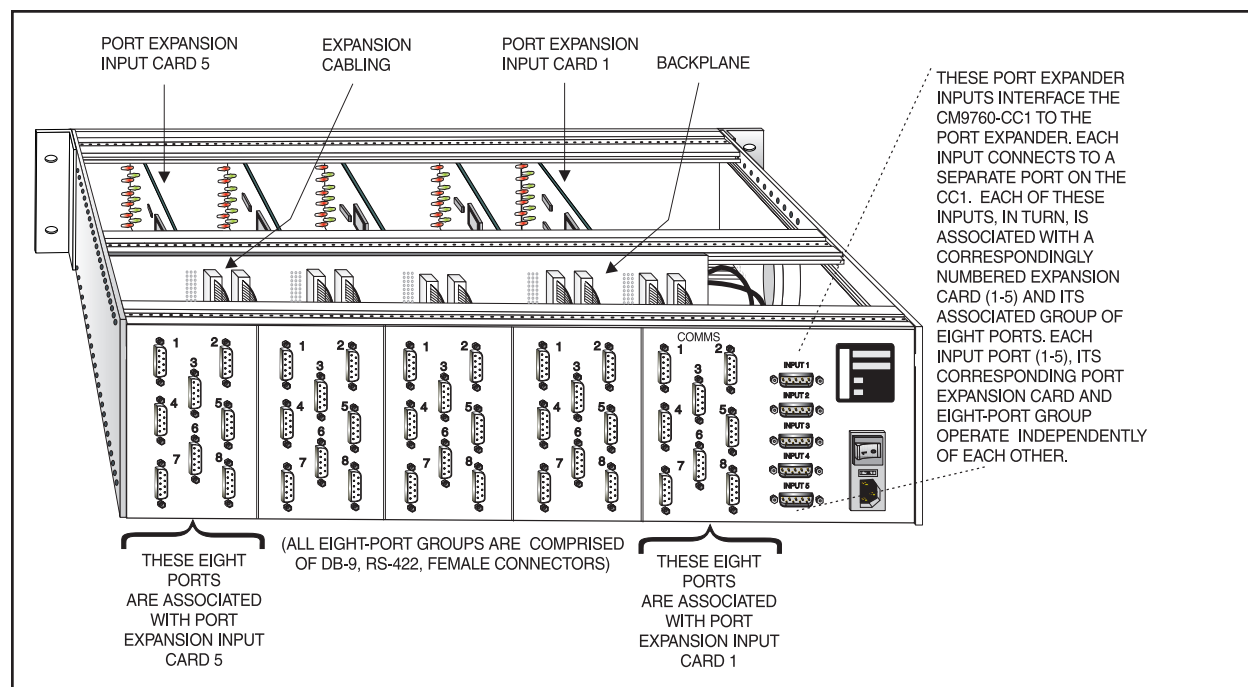 PORT EXPANSION
INPUT CARD 5
EXPANSION
CABLING
PORT EXPANSION
INPUT CARD 1
BACKPLANE
THESE PORT EXPANDER
INPUTS INTERFACE THE
CM9760-CC1 TO THE
PORT EXPANDER. EACH
INPUT CONNECTS TO A
SEPARATE PORT ON THE
CC1. EACH OF THESE
INPUTS, IN TURN, IS
ASSOCIATED WITH A
CORRESPONDINGLY
NUMBERED EXPANSION
CARD (1-5) AND ITS
ASSOCIATED GROUP OF
EIGHT PORTS. EACH
INPUT PORT (1-5), ITS
CORRESPONDING PORT
EXPANSION CARD AND
EIGHT-PORT GROUP
OPERATE INDEPENDENTLY
OF EACH OTHER.
1 2
3
4 5
6
7 8
1 2
3
4 5
6
7 8
1 2
3
4 5
6
7 8
1 2
3
4 5
6
7 8
COMMS
1 2
3
4 5
6
7 8
INPUT 1
INPUT 2
INPUT 3
INPUT 4
INPUT 5
THESE EIGHT
PORTS
ARE ASSOCIATED
WITH PORT
EXPANSION INPUT
CARD 5
(ALL EIGHT-PORT GROUPS ARE COMPRISED
OF DB-9, RS-422, FEMALE CONNECTORS)
THESE EIGHT
PORTS
ARE ASSOCIATED
WITH PORT
EXPANSION INPUT
CARD 1